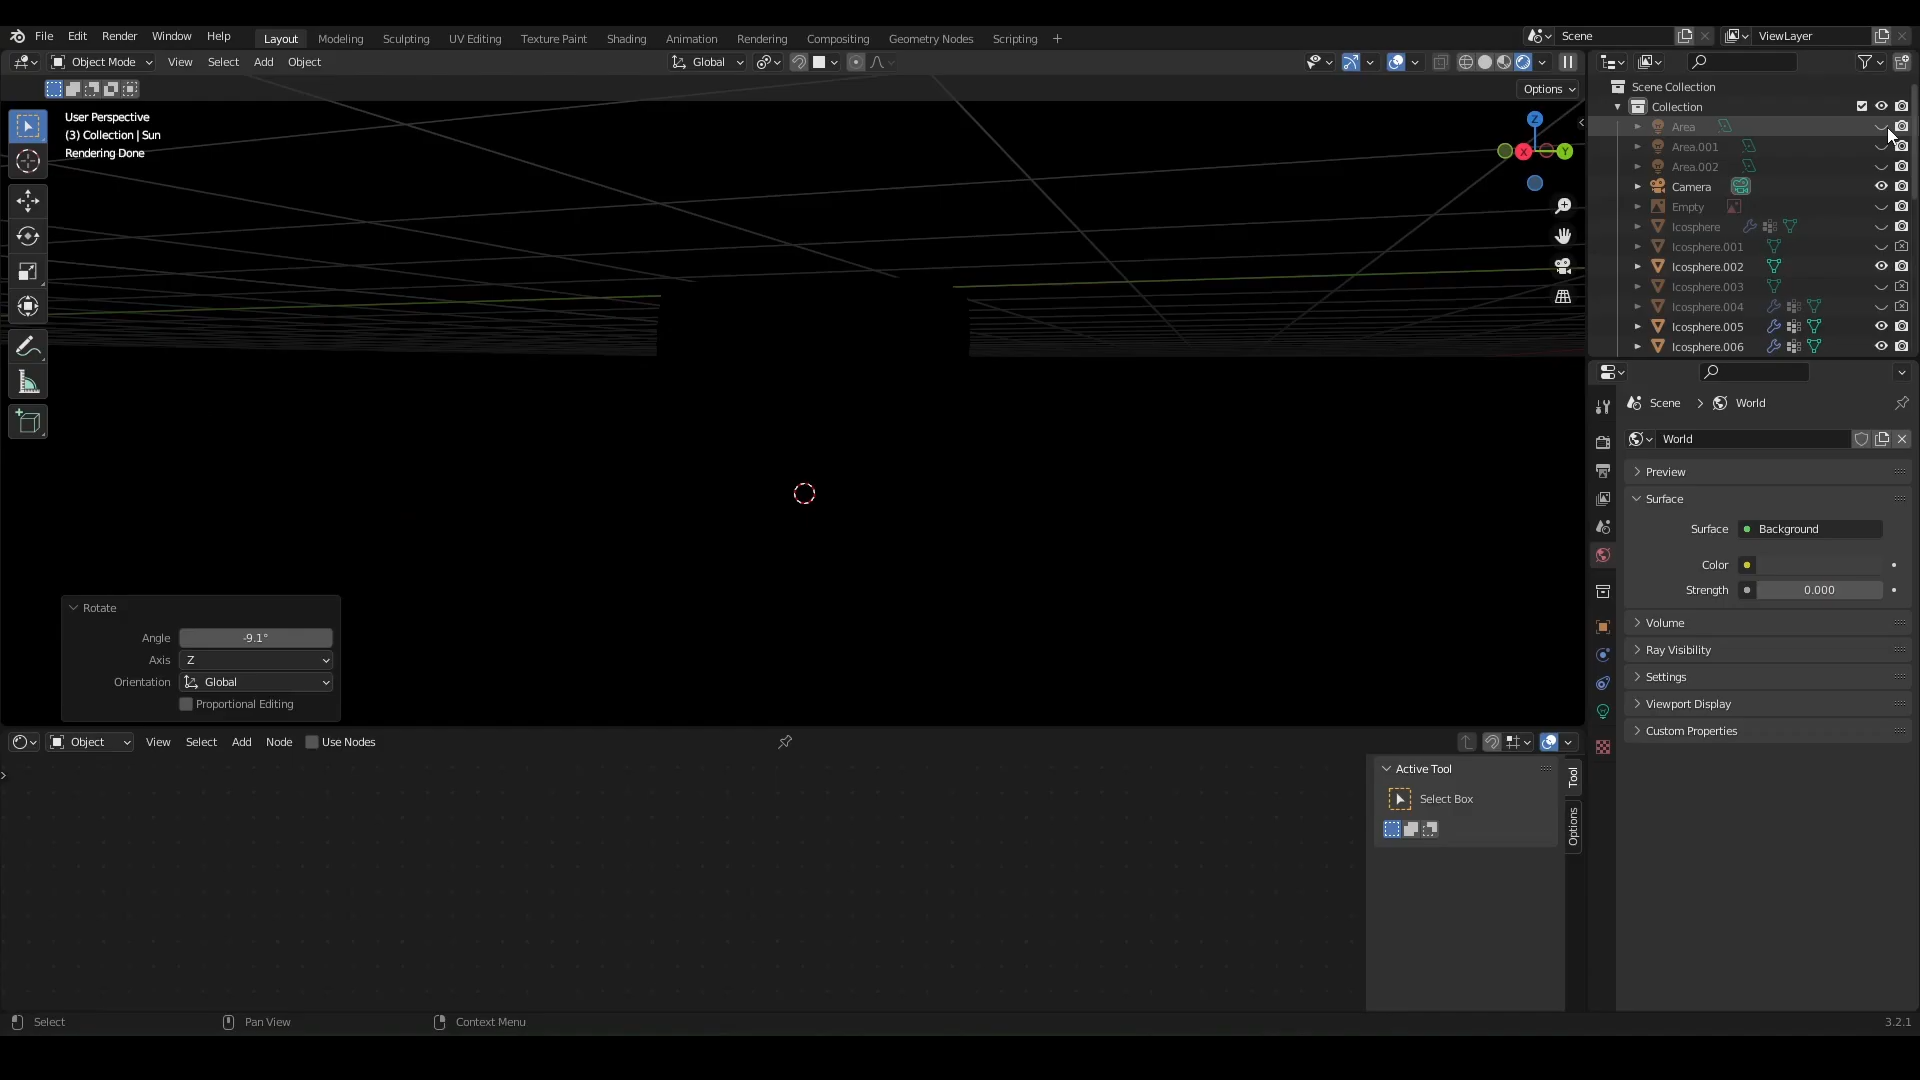 File Edit Render Window Help Layout Modeling Sculpting UV Editing Texture Paint Shading Animation Rendering Compositing Geometry Nodes Scripting + Scene ViewLayer
Object Mode View Select Add Object Global
Options
User Perspective
(3) Collection | Sun
Rendering Done
Z
X
Y
Scene Collection
Collection
Area
Area.001
Area.002
Camera
Empty
Icosphere
Icosphere.001
Icosphere.002
Icosphere.003
Icosphere.004
Icosphere.005
Icosphere.006
Scene > World
World
Preview
Surface
Surface Background
Color
Strength 0.000
Volume
Ray Visibility
Settings
Viewport Display
Custom Properties
Rotate
Angle -9.1°
Axis Z
Orientation Global
Proportional Editing
Object View Select Add Node Use Nodes
Active Tool
Select Box
Tool
Options
Select Pan View Context Menu 3.2.1